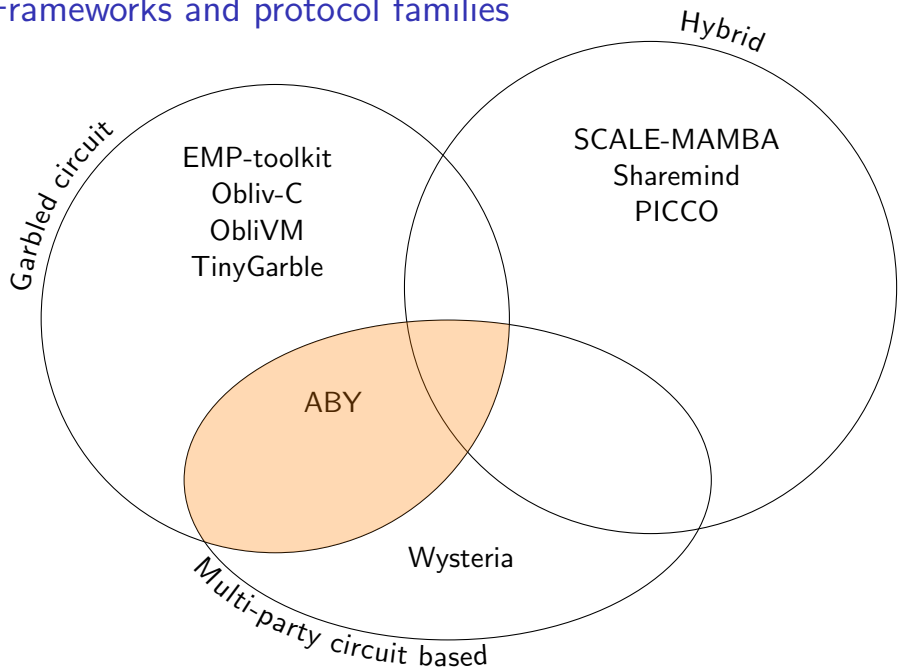 Frameworks and protocol families
Hybrid
Garbled circuit
EMP-toolkit
Obliv-C
ObliVM
TinyGarble
SCALE-MAMBA
Sharemind
PICCO
ABY
Wysteria
Multi-party circuit based